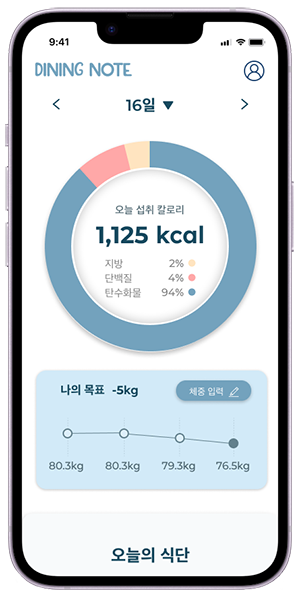 9:41
DINING NOTE
< 16일 ▼ >
오늘 섭취 칼로리
1,125 kcal
지방 2%
단백질 4%
탄수화물 94%
나의 목표 -5kg 체중 입력
80.3kg 80.3kg 79.3kg 76.5kg
오늘의 식단